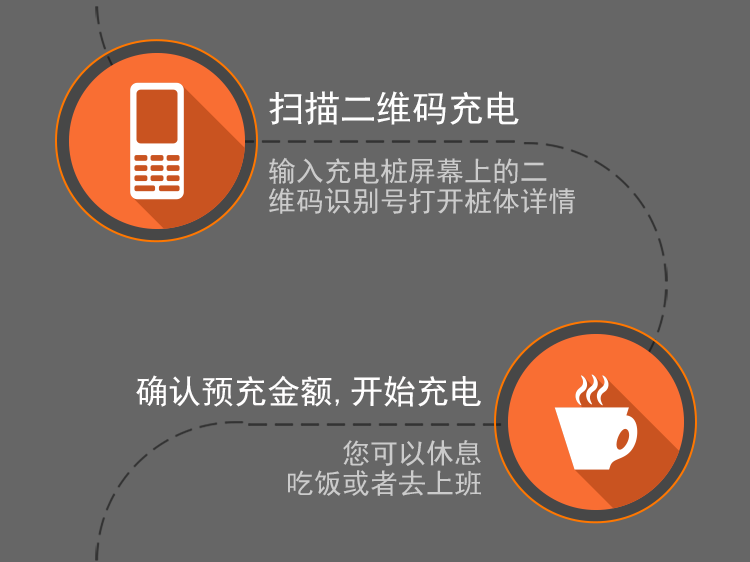 扫描二维码充电
输入充电桩屏幕上的二
维码识别号打开桩体详情
确认预充金额,开始充电
您可以休息
吃饭或者去上班